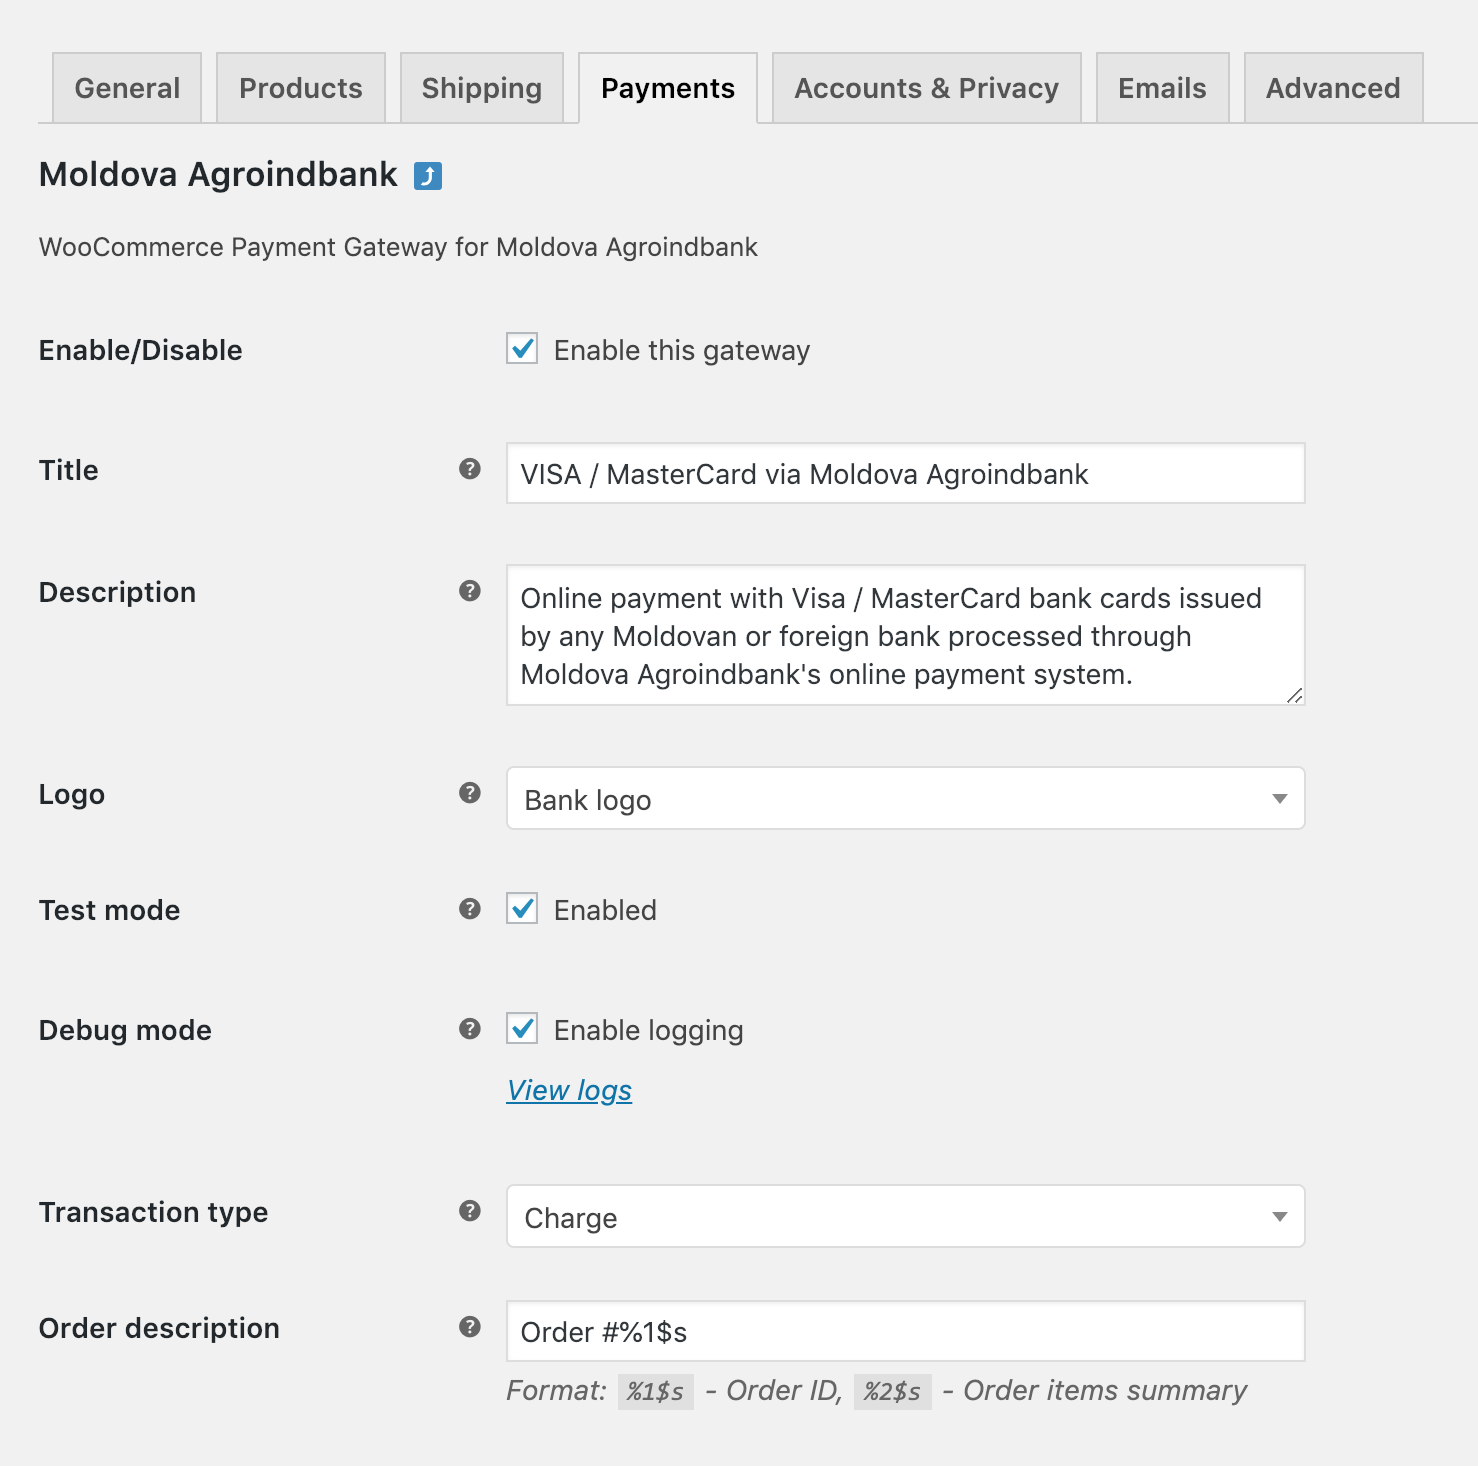 General Products Shipping Payments Accounts & Privacy Emails Advanced
Moldova Agroindbank ⤴
WooCommerce Payment Gateway for Moldova Agroindbank
Enable/Disable Enable this gateway
Title ? VISA / MasterCard via Moldova Agroindbank
Description ? Online payment with Visa / MasterCard bank cards issued
by any Moldovan or foreign bank processed through
Moldova Agroindbank's online payment system.
Logo ? Bank logo
Test mode ? Enabled
Debug mode ? Enable logging
View logs
Transaction type ? Charge
Order description ? Order #%1$s
Format: %1$s - Order ID, %2$s - Order items summary